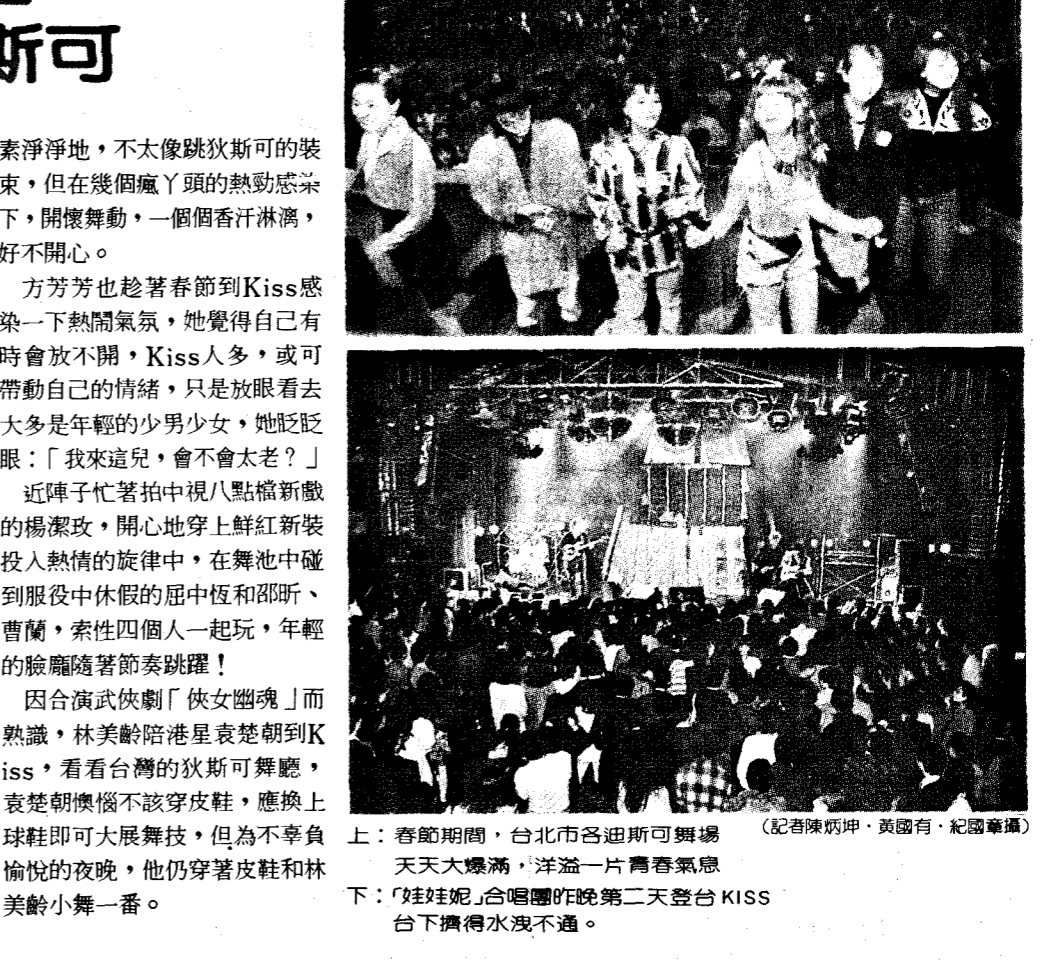 斯可
素淨淨地，不太像跳狄斯可的裝
束，但在幾個瘋丫頭的熱勁感染
下，開懷舞動，一個個香汗淋漓，
好不開心。
方芳芳也趁著春節到Kiss感
染一下熱鬧氣氛，她覺得自己有
時會放不開，Kiss人多，或可
帶動自己的情緒，只是放眼看去
大多是年輕的少男少女，她眨眨
眼：「我來這兒，會不會太老？」
近陣子忙著拍中視八點檔新戲
的楊潔玫，開心地穿上鮮紅新裝
投入熱情的旋律中，在舞池中碰
到服役中休假的屈中恆和邵昕、
曹蘭，索性四個人一起玩，年輕
的臉龐隨著節奏跳躍！
因合演武俠劇「俠女幽魂」而
熟識，林美齡陪港星袁楚朝到K
iss，看看台灣的狄斯可舞廳，
袁楚朝懊惱不該穿皮鞋，應換上
球鞋即可大展舞技，但為不辜負
愉悅的夜晚，他仍穿著皮鞋和林
美齡小舞一番。
（記者陳炳坤・黃國有・紀國章攝）
上：春節期間，台北市各迪斯可舞場
天天大爆滿，洋溢一片青春氣息
下：「娃娃妮」合唱團昨晚第二天登台KISS
台下擠得水洩不通。